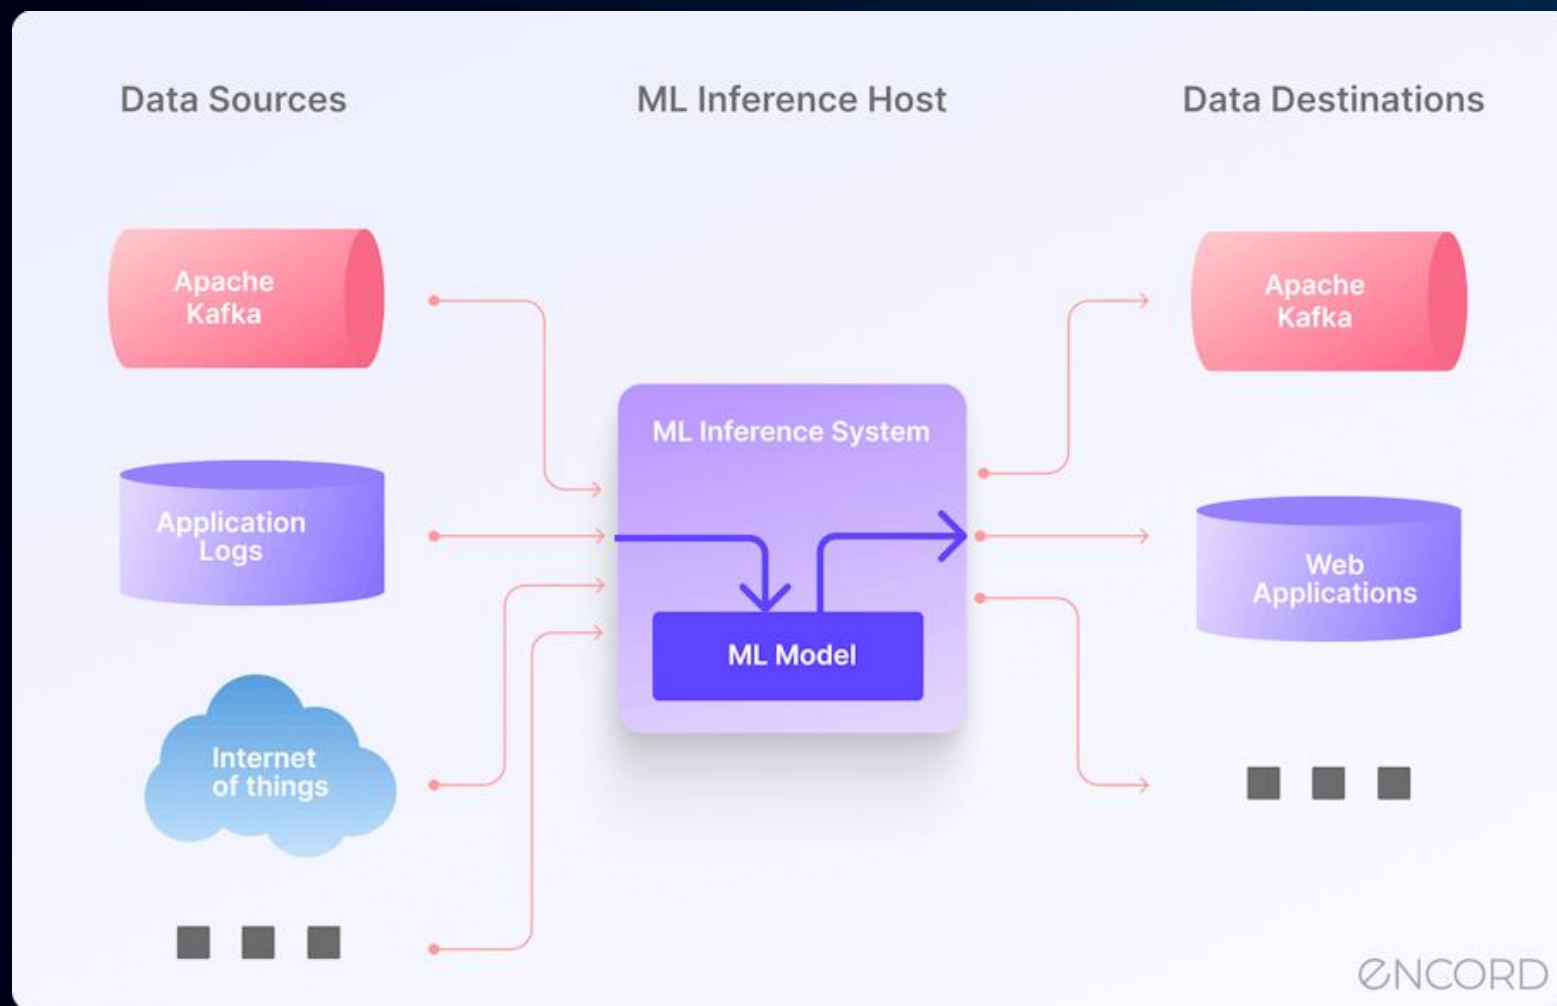 Data Sources
ML Inference Host
Data Destinations
Apache
Kafka
Apache
Kafka
ML Inference System
Application
Logs
Web
Applications
ML Model
Internet
of things
ENCORD